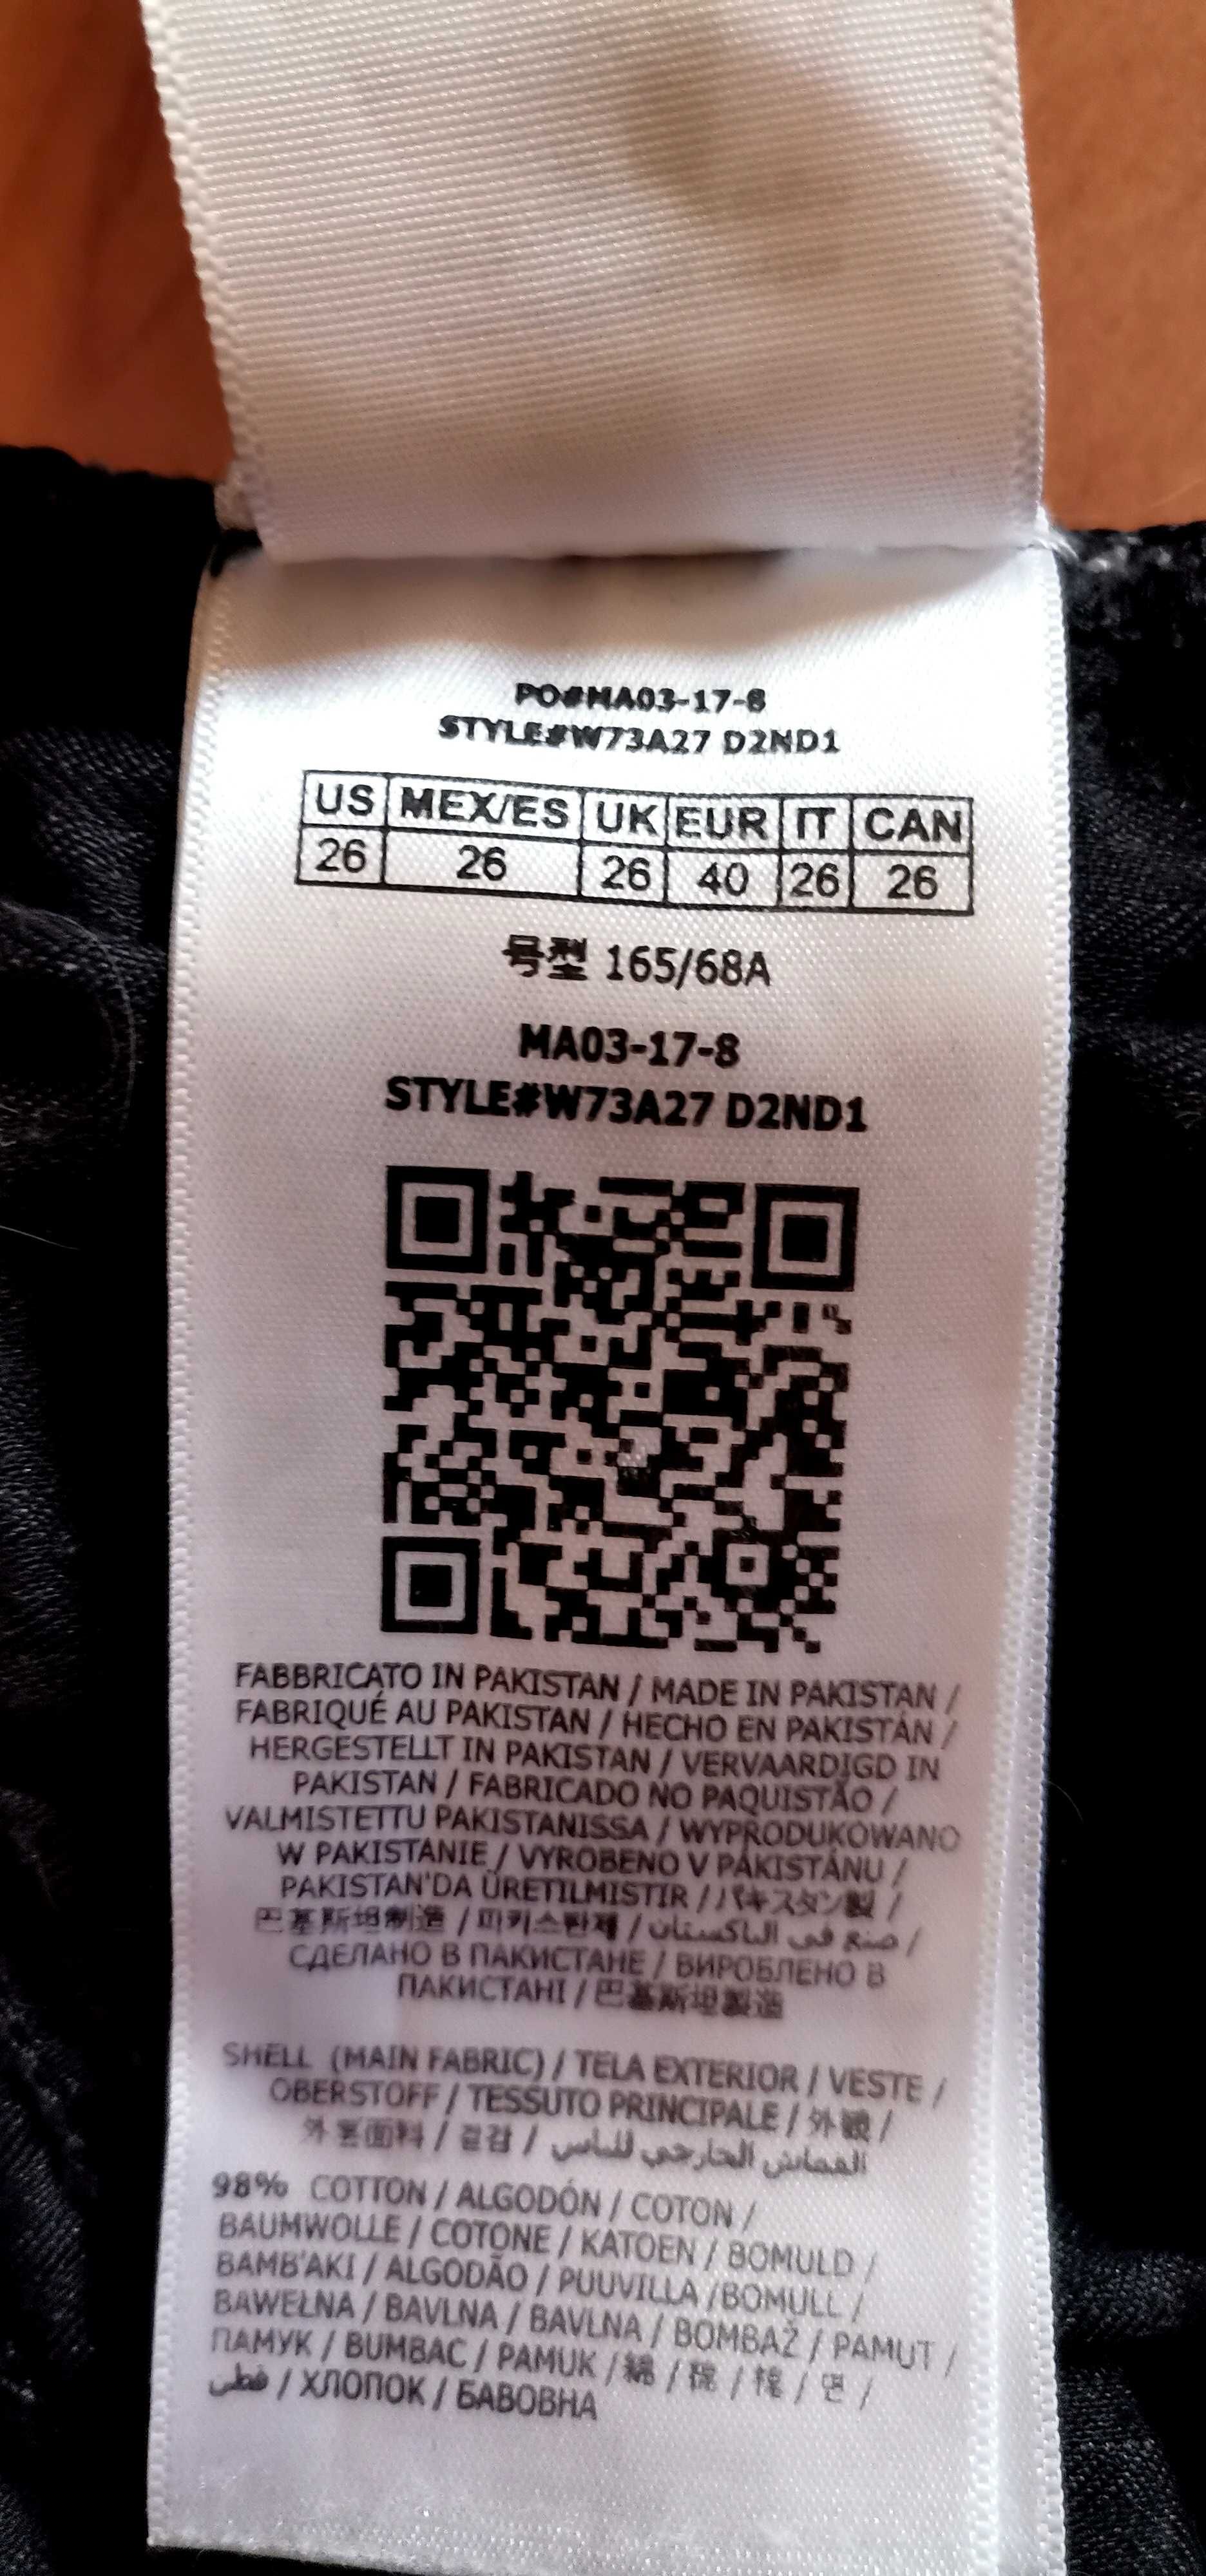 PO#MA03-17-8
STYLE#W73A27 D2ND1
US MEX/ES UK EUR IT CAN
26 26 26 40 26 26
号型 165/68A
MA03-17-8
STYLE#W73A27 D2ND1
FABBRICATO IN PAKISTAN / MADE IN PAKISTAN /
FABRIQUÉ AU PAKISTAN / HECHO EN PAKISTÁN /
HERGESTELLT IN PAKISTAN / VERVAARDIGD IN
PAKISTAN / FABRICADO NO PAQUISTÃO /
VALMISTETTU PAKISTANISSA / WYPRODUKOWANO
W PAKISTANIE / VYROBENO V PÁKISTÁNU /
PAKISTAN'DA ÜRETILMISTIR / パキスタン製 /
巴基斯坦制造 / 파키스탄제 / صنع في الباكستان /
СДЕЛАНО В ПАКИСТАНЕ / ВИРОБЛЕНО В
ПАКИСТАНІ / 巴基斯坦製造
SHELL (MAIN FABRIC) / TELA EXTERIOR / VESTE /
OBERSTOFF / TESSUTO PRINCIPALE / 外観 /
外套面料 / 겉감 / القماش الخارجي للباس
98% COTTON / ALGODÓN / COTON /
BAUMWOLLE / COTONE / KATOEN / BOMULD /
BAMB'AKI / ALGODÃO / PUUVILLA /BOMULL /
BAWEŁNA / BAVLNA / BAVLNA / BOMBAŽ / PAMUT /
ПАМУК / BUMBAC / PAMUK / 綿 / 棉 / 棉 / 면 /
قطن / ХЛОПОК / БАВОВНА